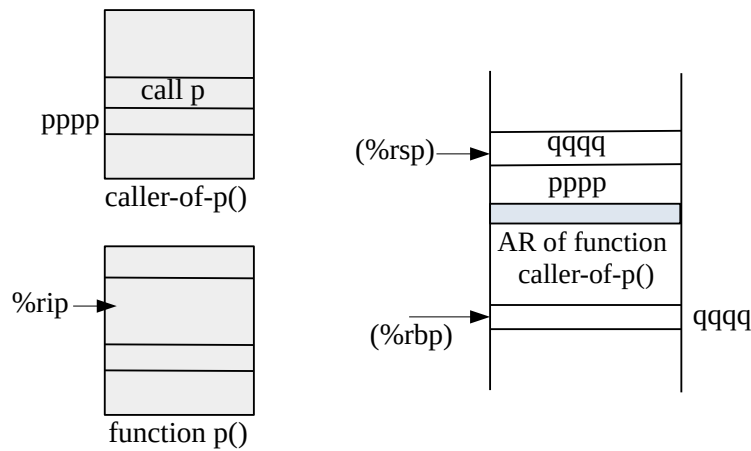 call p
pppp
caller-of-p()
%rip
function p()
(%rsp)
qqqq
pppp
AR of function
caller-of-p()
(%rbp)
qqqq